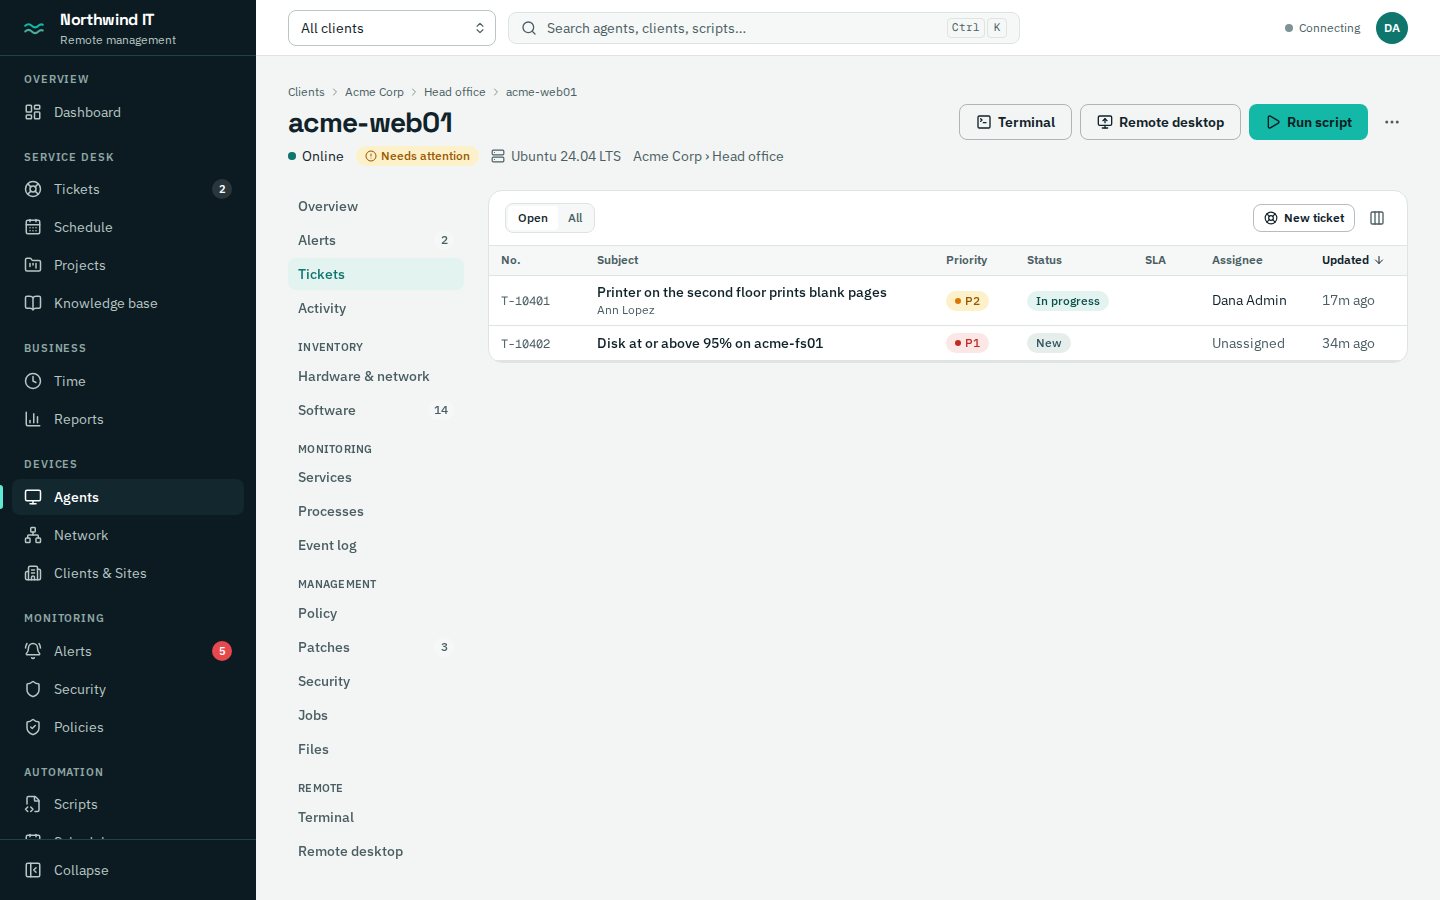 Northwind IT
Remote management
OVERVIEW
Dashboard
SERVICE DESK
Tickets 2
Schedule
Projects
Knowledge base
BUSINESS
Time
Reports
DEVICES
Agents
Network
Clients & Sites
MONITORING
Alerts 5
Security
Policies
AUTOMATION
Scripts
Collapse
All clients
Search agents, clients, scripts... Ctrl K
Connecting DA
Clients > Acme Corp > Head office > acme-web01
acme-web01
Terminal Remote desktop Run script
Online Needs attention Ubuntu 24.04 LTS Acme Corp › Head office
Overview
Alerts 2
Tickets
Activity
INVENTORY
Hardware & network
Software 14
MONITORING
Services
Processes
Event log
MANAGEMENT
Policy
Patches 3
Security
Jobs
Files
REMOTE
Terminal
Remote desktop
Open All New ticket
No. Subject Priority Status SLA Assignee Updated ↓
T-10401 Printer on the second floor prints blank pages P2 In progress Dana Admin 17m ago
Ann Lopez
T-10402 Disk at or above 95% on acme-fs01 P1 New Unassigned 34m ago